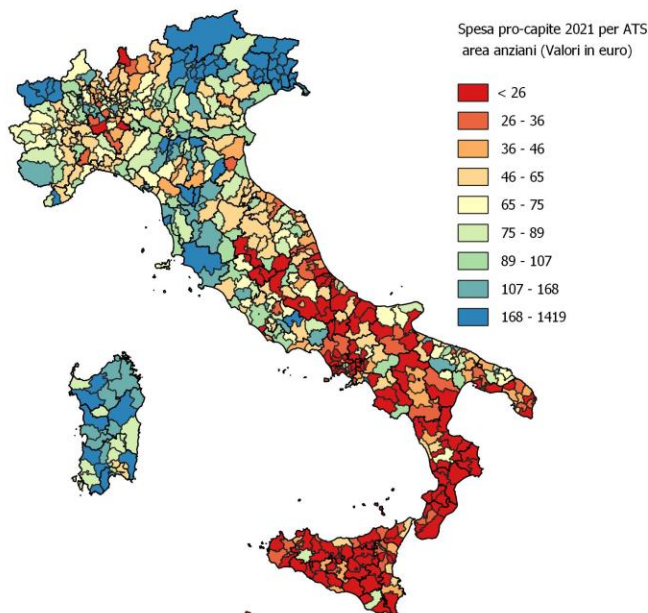 Spesa pro-capite 2021 per ATS
area anziani (Valori in euro)
< 26
26 - 36
36 - 46
46 - 65
65 - 75
75 - 89
89 - 107
107 - 168
168 - 1419